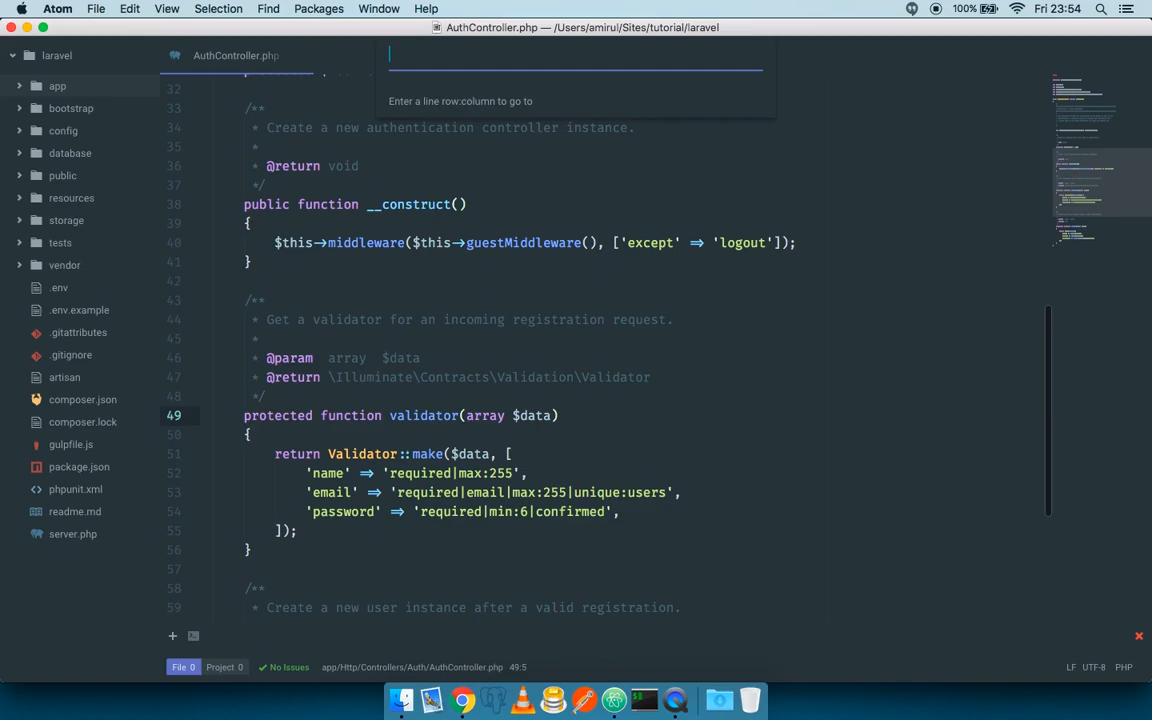 Atom File Edit View Selection Find Packages Window Help 100% Fri 23:54
AuthController.php — /Users/amirul/Sites/tutorial/laravel
laravel
AuthController.php
Enter a line row:column to go to
app
bootstrap
config
database
public
resources
storage
tests
vendor
.env
.env.example
.gitattributes
.gitignore
artisan
composer.json
composer.lock
gulpfile.js
package.json
phpunit.xml
readme.md
server.php
32
33 /**
34 * Create a new authentication controller instance.
35 *
36 * @return void
37 */
38 public function __construct()
39 {
40 $this->middleware($this->guestMiddleware(), ['except' => 'logout']);
41 }
42
43 /**
44 * Get a validator for an incoming registration request.
45 *
46 * @param array $data
47 * @return \Illuminate\Contracts\Validation\Validator
48 */
49 protected function validator(array $data)
50 {
51 return Validator::make($data, [
52 'name' => 'required|max:255',
53 'email' => 'required|email|max:255|unique:users',
54 'password' => 'required|min:6|confirmed',
55 ]);
56 }
57
58 /**
59 * Create a new user instance after a valid registration.
File 0 Project 0 No Issues app/Http/Controllers/Auth/AuthController.php 49:5 LF UTF-8 PHP